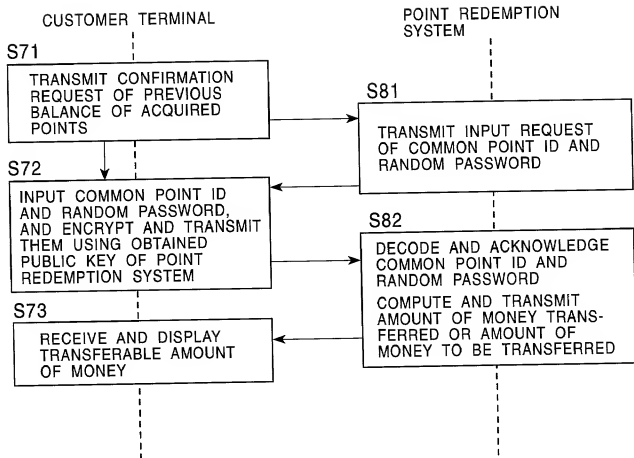 CUSTOMER TERMINAL
POINT REDEMPTION
SYSTEM
S71
TRANSMIT CONFIRMATION
REQUEST OF PREVIOUS
BALANCE OF ACQUIRED
POINTS
S81
TRANSMIT INPUT REQUEST
OF COMMON POINT ID AND
RANDOM PASSWORD
S72
INPUT COMMON POINT ID
AND RANDOM PASSWORD,
AND ENCRYPT AND TRANSMIT
THEM USING OBTAINED
PUBLIC KEY OF POINT
REDEMPTION SYSTEM
S82
DECODE AND ACKNOWLEDGE
COMMON POINT ID AND
RANDOM PASSWORD
COMPUTE AND TRANSMIT
AMOUNT OF MONEY TRANS-
FERRED OR AMOUNT OF
MONEY TO BE TRANSFERRED
S73
RECEIVE AND DISPLAY
TRANSFERABLE AMOUNT
OF MONEY